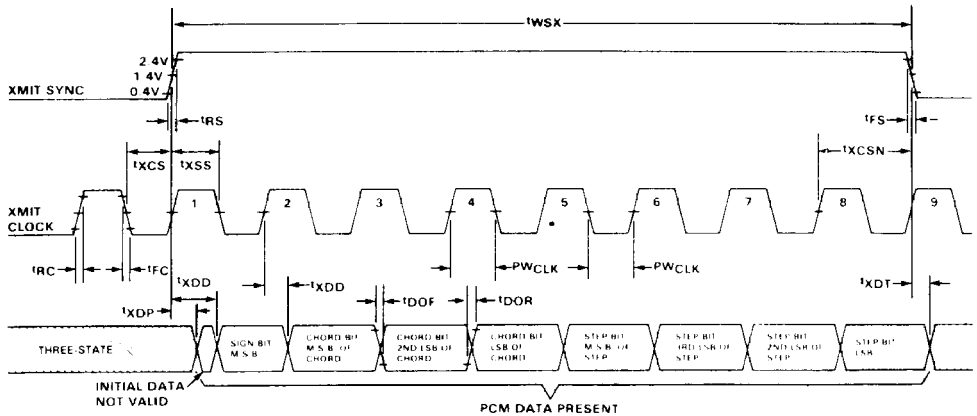 tWSX
2.4V
1.4V
0.4V
XMIT SYNC
tRS
tFS
tXCS
tXSS
tXCSN
XMIT
CLOCK
1
2
3
4
5
6
7
8
9
tRC
tFC
tXDD
tXDD
PWCLK
PWCLK
tXDP
tDOF
tDOR
tXDT
THREE-STATE
SIGN BIT
M.S.B.
CHORD BIT
M.S.B. OF
CHORD
CHORD BIT
2ND LSB OF
CHORD
CHORD BIT
LSB OF
CHORD
STEP BIT
M.S.B. OF
STEP
STEP BIT
3RD LSB OF
STEP
STEP BIT
2ND LSB OF
STEP
STEP BIT
LSB
INITIAL DATA
NOT VALID
PCM DATA PRESENT